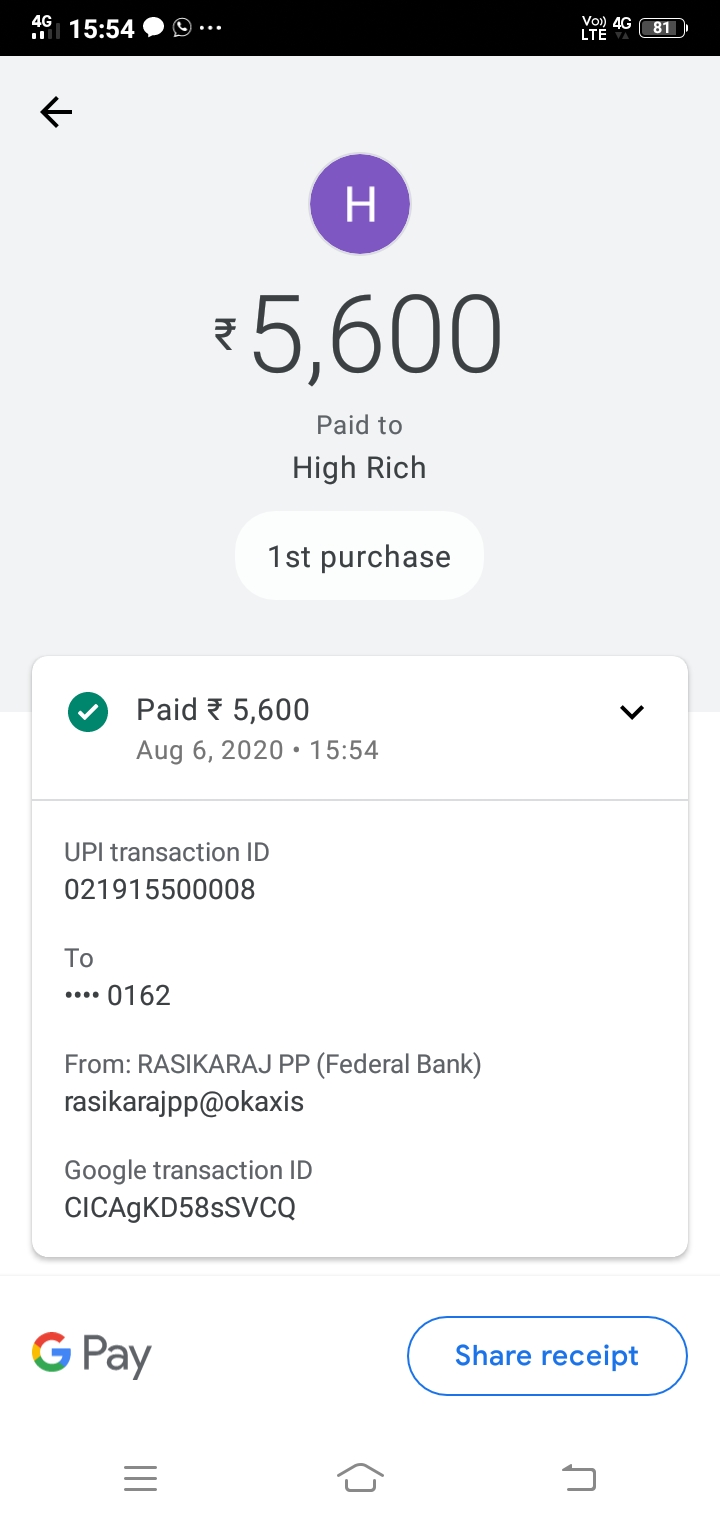 4G 15:54 ••• Vo)) LTE 4G 81
H
₹5,600
Paid to
High Rich
1st purchase
Paid ₹ 5,600
Aug 6, 2020 • 15:54
UPI transaction ID
021915500008
To
•••• 0162
From: RASIKARAJ PP (Federal Bank)
rasikarajpp@okaxis
Google transaction ID
CICAgKD58sSVCQ
G Pay
Share receipt